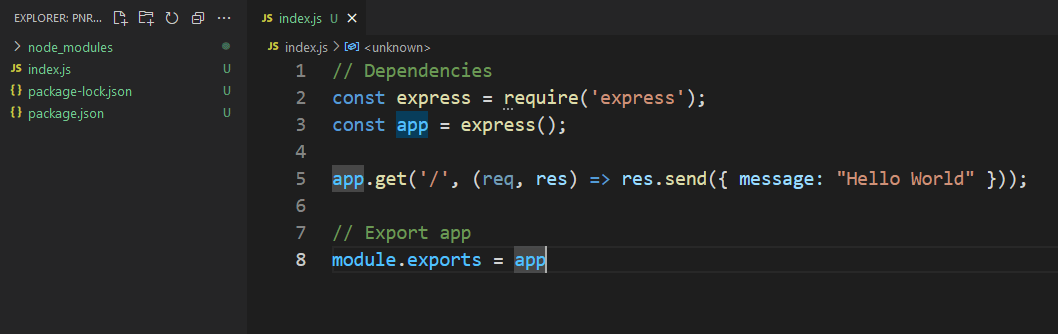 EXPLORER: PNR...
node_modules
JS index.js U
{} package-lock.json U
{} package.json U
JS index.js U
JS index.js > <unknown>
1 // Dependencies
2 const express = require('express');
3 const app = express();
4
5 app.get('/', (req, res) => res.send({ message: "Hello World" }));
6
7 // Export app
8 module.exports = app